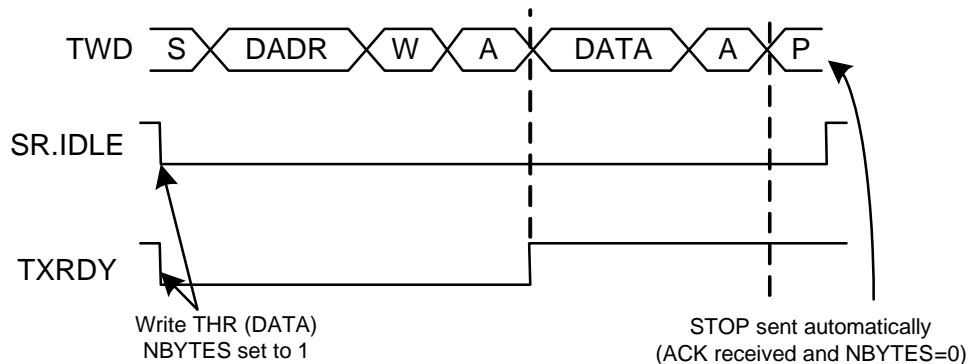 TWD S DADR W A DATA A P
SR.IDLE
TXRDY
Write THR (DATA)
NBYTES set to 1
STOP sent automatically
(ACK received and NBYTES=0)